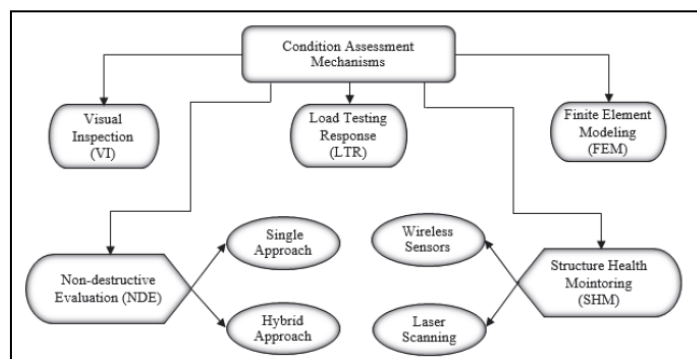 Condition Assessment
Mechanisms
Visual
Inspection
(VI)
Load Testing
Response
(LTR)
Finite Element
Modeling
(FEM)
Single
Approach
Wireless
Sensors
Non-destructive
Evaluation (NDE)
Structure Health
Mointoring
(SHM)
Hybrid
Approach
Laser
Scanning